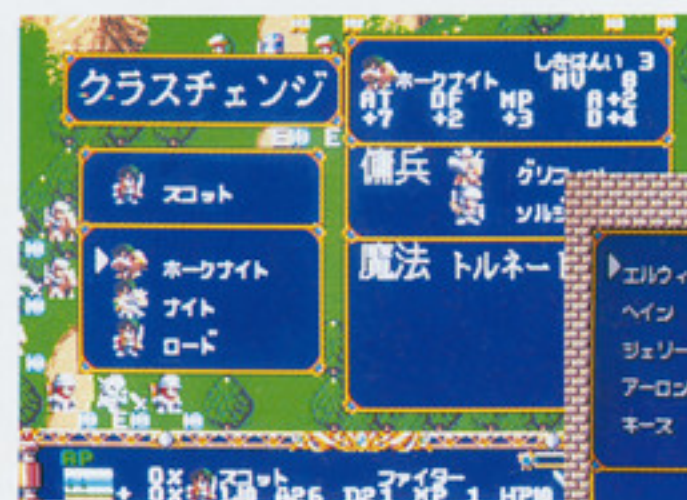 クラスチェンジ
スコット
ホークナイト
ナイト
ロード
しきはんい 3
ホークナイト MV 8
AT DF MP A+2
+7 +2 +3 D+4
傭兵 グリフ
ソル
魔法 トルネード
エルウィ
ヘイン
シェリー
アーロン
キース
AP
スコット ファイター